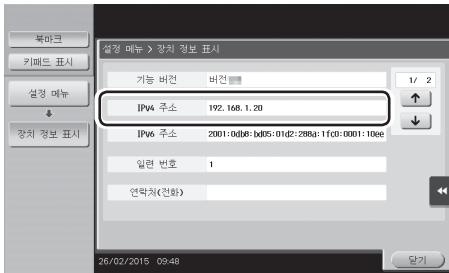 북마크
키패드 표시
설정 메뉴
장치 정보 표시
설정 메뉴 > 장치 정보 표시
기능 버전 버전
1/ 2
IPv4 주소 192.168.1.20
IPv6 주소 2001:0db8:bd05:01d2:288a:1fc0:0001:10ee
일련 번호 1
연락처(전화)
26/02/2015 09:48
닫기